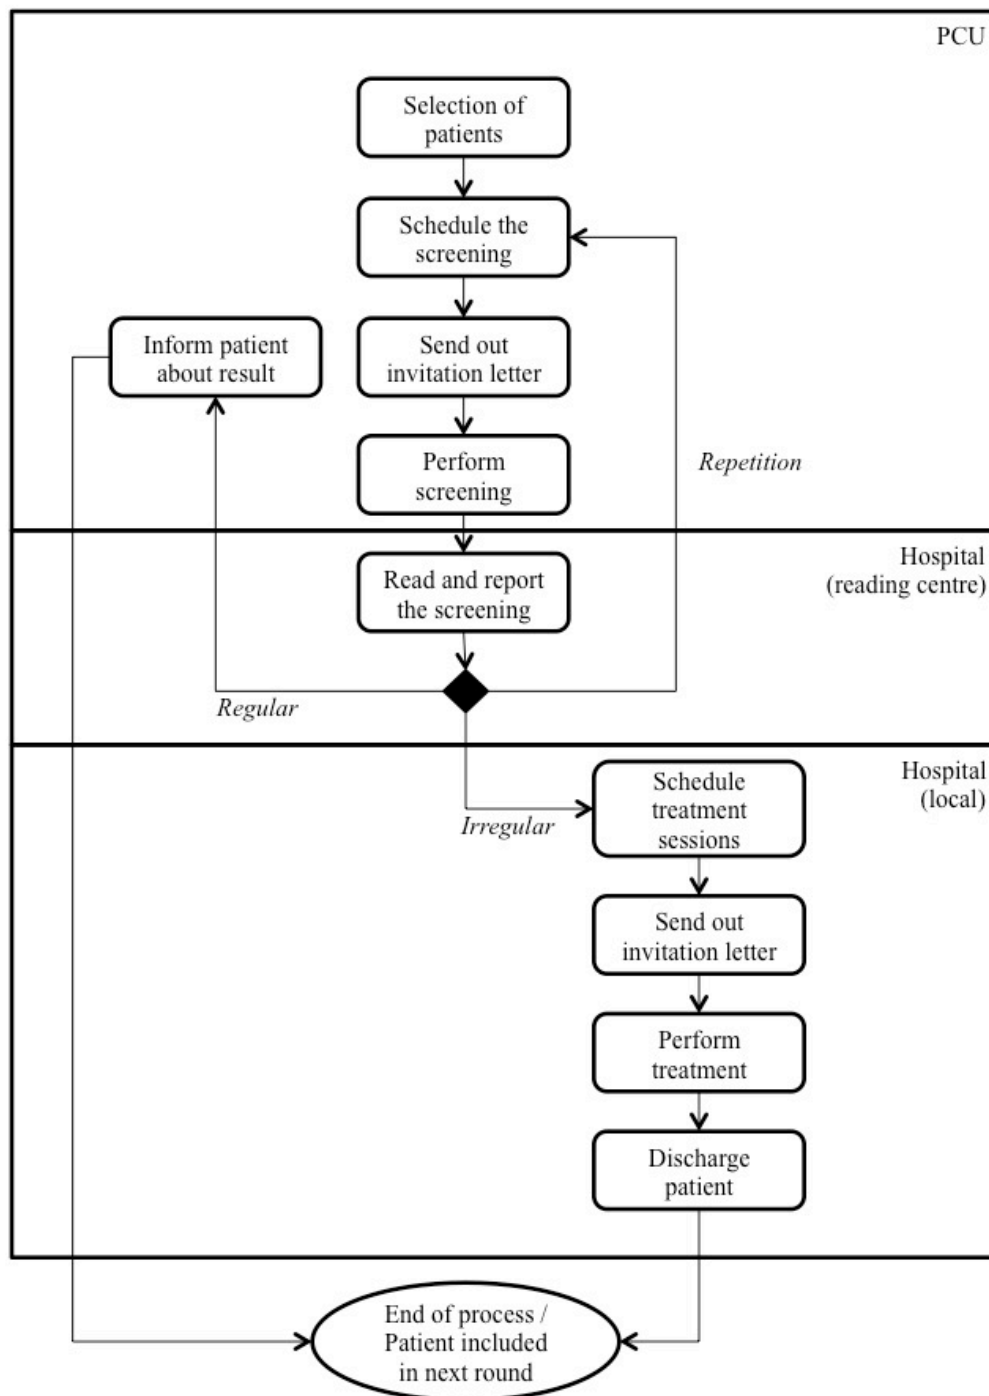 PCU
Selection of
patients
Schedule the
screening
Send out
invitation letter
Inform patient
about result
Perform
screening
Repetition
Hospital
(reading centre)
Read and report
the screening
Regular
Hospital
(local)
Schedule
treatment
sessions
Irregular
Send out
invitation letter
Perform
treatment
Discharge
patient
End of process /
Patient included
in next round